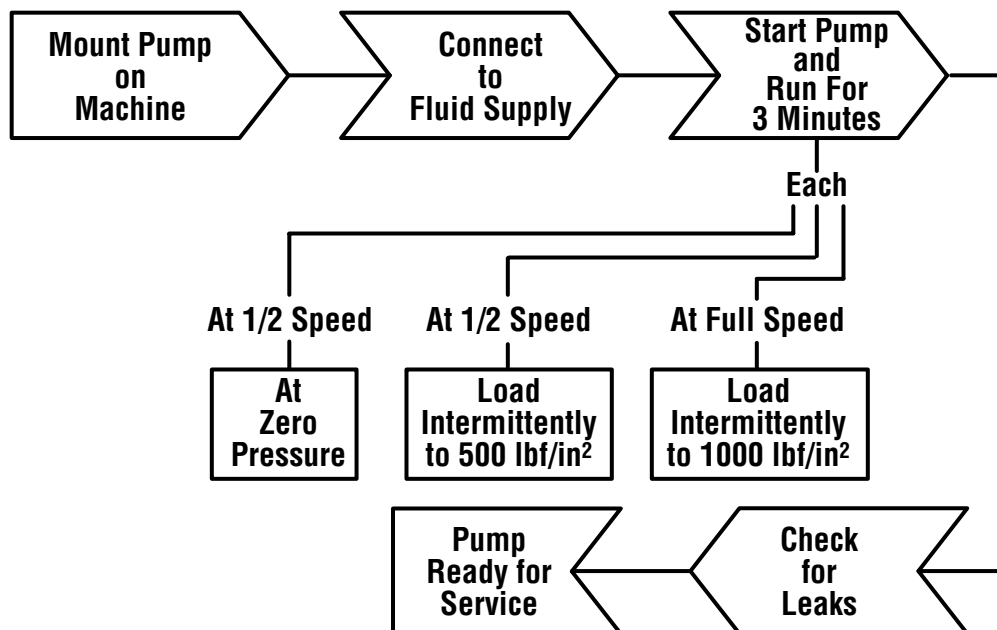 Mount Pump
on
Machine
Connect
to
Fluid Supply
Start Pump
and
Run For
3 Minutes
Each
At 1/2 Speed
At 1/2 Speed
At Full Speed
At
Zero
Pressure
Load
Intermittently
to 500 lbf/in²
Load
Intermittently
to 1000 lbf/in²
Check
for
Leaks
Pump
Ready for
Service